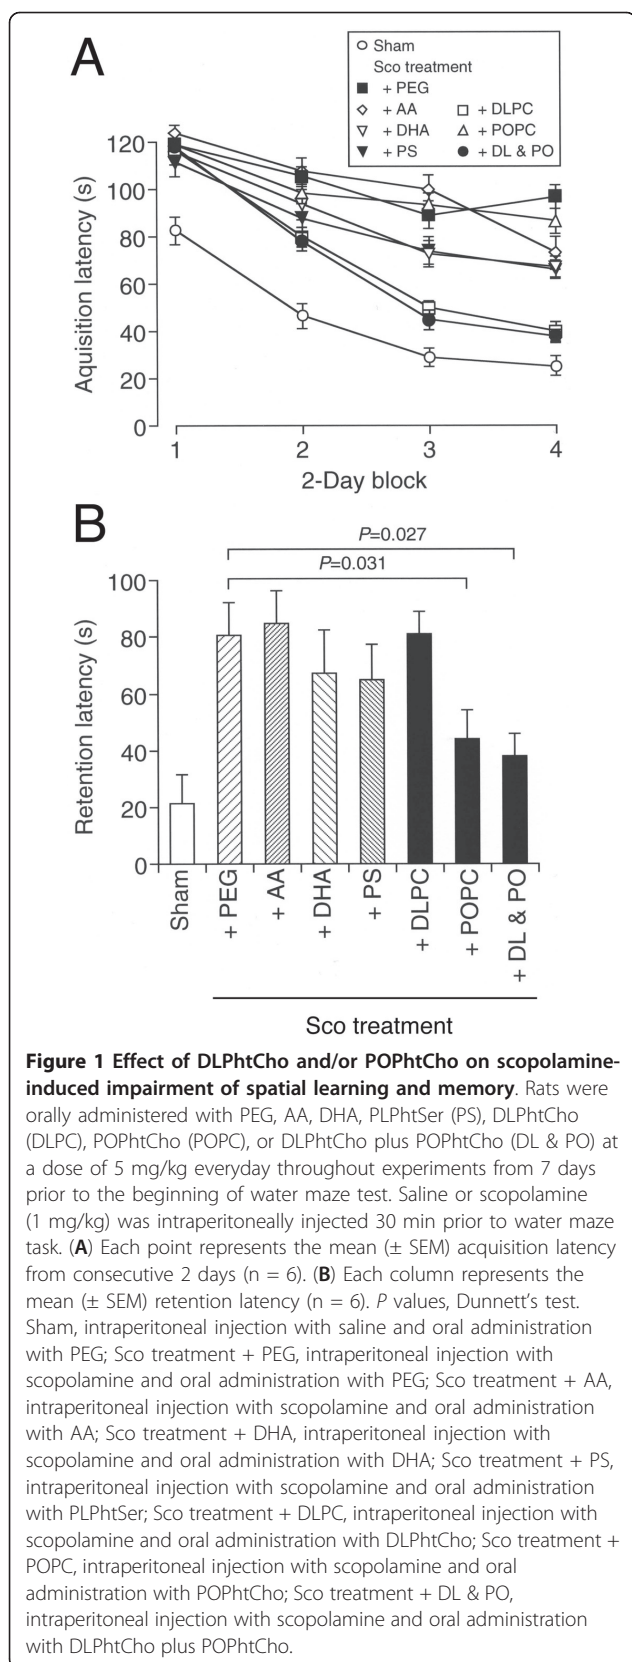 A
Sham
Sco treatment
+ PEG
+ AA
+ DLPC
+ DHA
+ POPC
+ PS
+ DL & PO
Aquisition latency (s)
120
100
80
60
40
20
0
1 2 3 4
2-Day block
B
P=0.027
P=0.031
Retention latency (s)
100
80
60
40
20
0
Sham
+ PEG
+ AA
+ DHA
+ PS
+ DLPC
+ POPC
+ DL & PO
Sco treatment
Figure 1 Effect of DLPhtCho and/or POPhtCho on scopolamine-
induced impairment of spatial learning and memory. Rats were
orally administered with PEG, AA, DHA, PLPhtSer (PS), DLPhtCho
(DLPC), POPhtCho (POPC), or DLPhtCho plus POPhtCho (DL & PO) at
a dose of 5 mg/kg everyday throughout experiments from 7 days
prior to the beginning of water maze test. Saline or scopolamine
(1 mg/kg) was intraperitoneally injected 30 min prior to water maze
task. (A) Each point represents the mean (± SEM) acquisition latency
from consecutive 2 days (n = 6). (B) Each column represents the
mean (± SEM) retention latency (n = 6). P values, Dunnett's test.
Sham, intraperitoneal injection with saline and oral administration
with PEG; Sco treatment + PEG, intraperitoneal injection with
scopolamine and oral administration with PEG; Sco treatment + AA,
intraperitoneal injection with scopolamine and oral administration
with AA; Sco treatment + DHA, intraperitoneal injection with
scopolamine and oral administration with DHA; Sco treatment + PS,
intraperitoneal injection with scopolamine and oral administration
with PLPhtSer; Sco treatment + DLPC, intraperitoneal injection with
scopolamine and oral administration with DLPhtCho; Sco treatment +
POPC, intraperitoneal injection with scopolamine and oral
administration with POPhtCho; Sco treatment + DL & PO,
intraperitoneal injection with scopolamine and oral administration
with DLPhtCho plus POPhtCho.